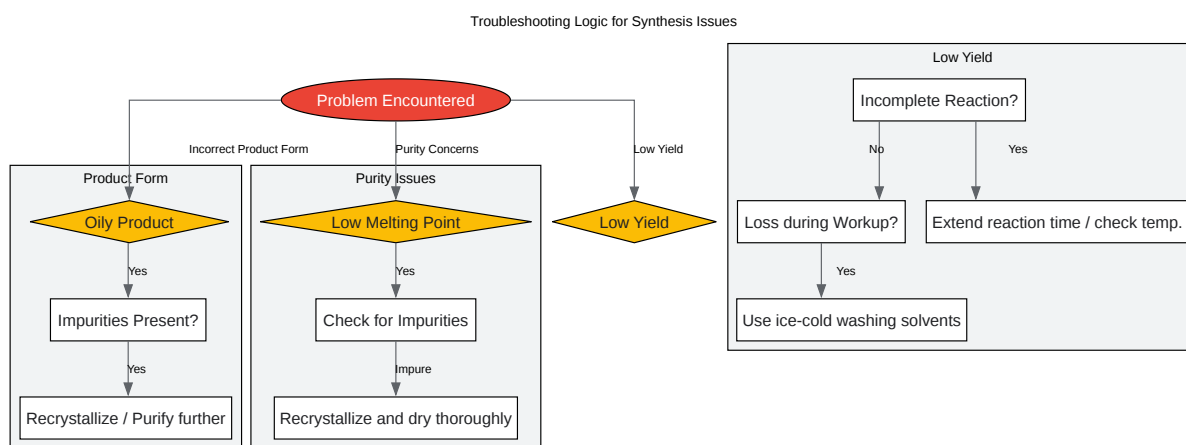 Troubleshooting Logic for Synthesis Issues
Low Yield
Incomplete Reaction?
Problem Encountered
Incorrect Product Form
Purity Concerns
Low Yield
No
Yes
Product Form
Purity Issues
Oily Product
Low Melting Point
Low Yield
Loss during Workup?
Extend reaction time / check temp.
Yes
Yes
Yes
Impurities Present?
Check for Impurities
Use ice-cold washing solvents
Yes
Impure
Recrystallize / Purify further
Recrystallize and dry thoroughly